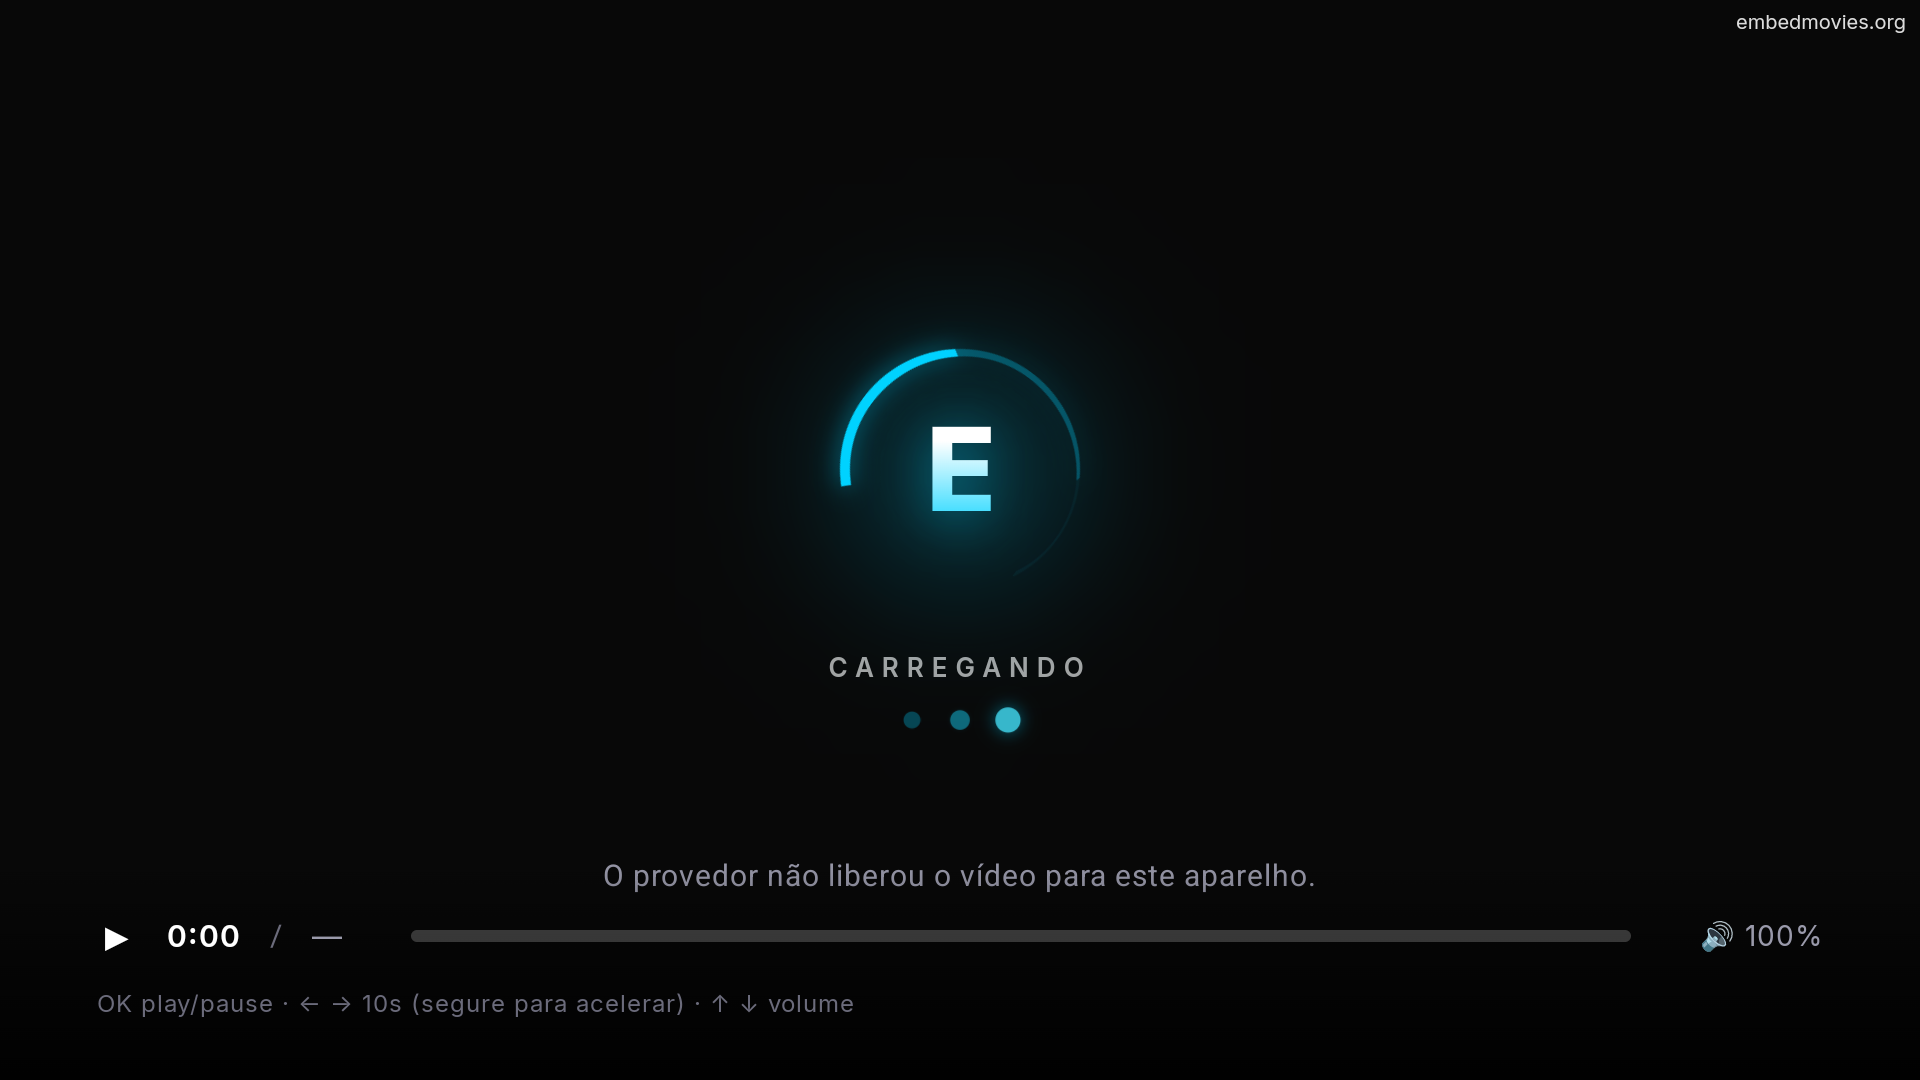 embedmovies.org
E
CARREGANDO
O provedor não liberou o vídeo para este aparelho.
▶ 0:00 / — 🔊 100%
OK play/pause · ← → 10s (segure para acelerar) · ↑ ↓ volume